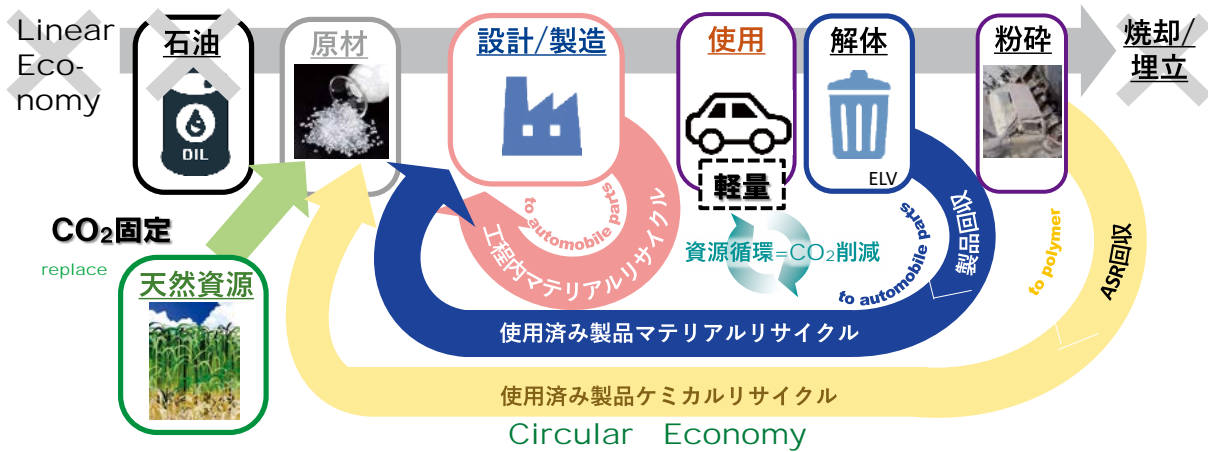 Linear
Eco-
nomy
石油
OIL
原材
設計/製造
使用
軽量
解体
ELV
粉砕
焼却/
埋立
CO₂固定
replace
天然資源
to automobile parts
工程内マテリアルリサイクル
資源循環=CO₂削減
to automobile parts
製品回収
to polymer
ASR回収
使用済み製品マテリアルリサイクル
使用済み製品ケミカルリサイクル
Circular Economy